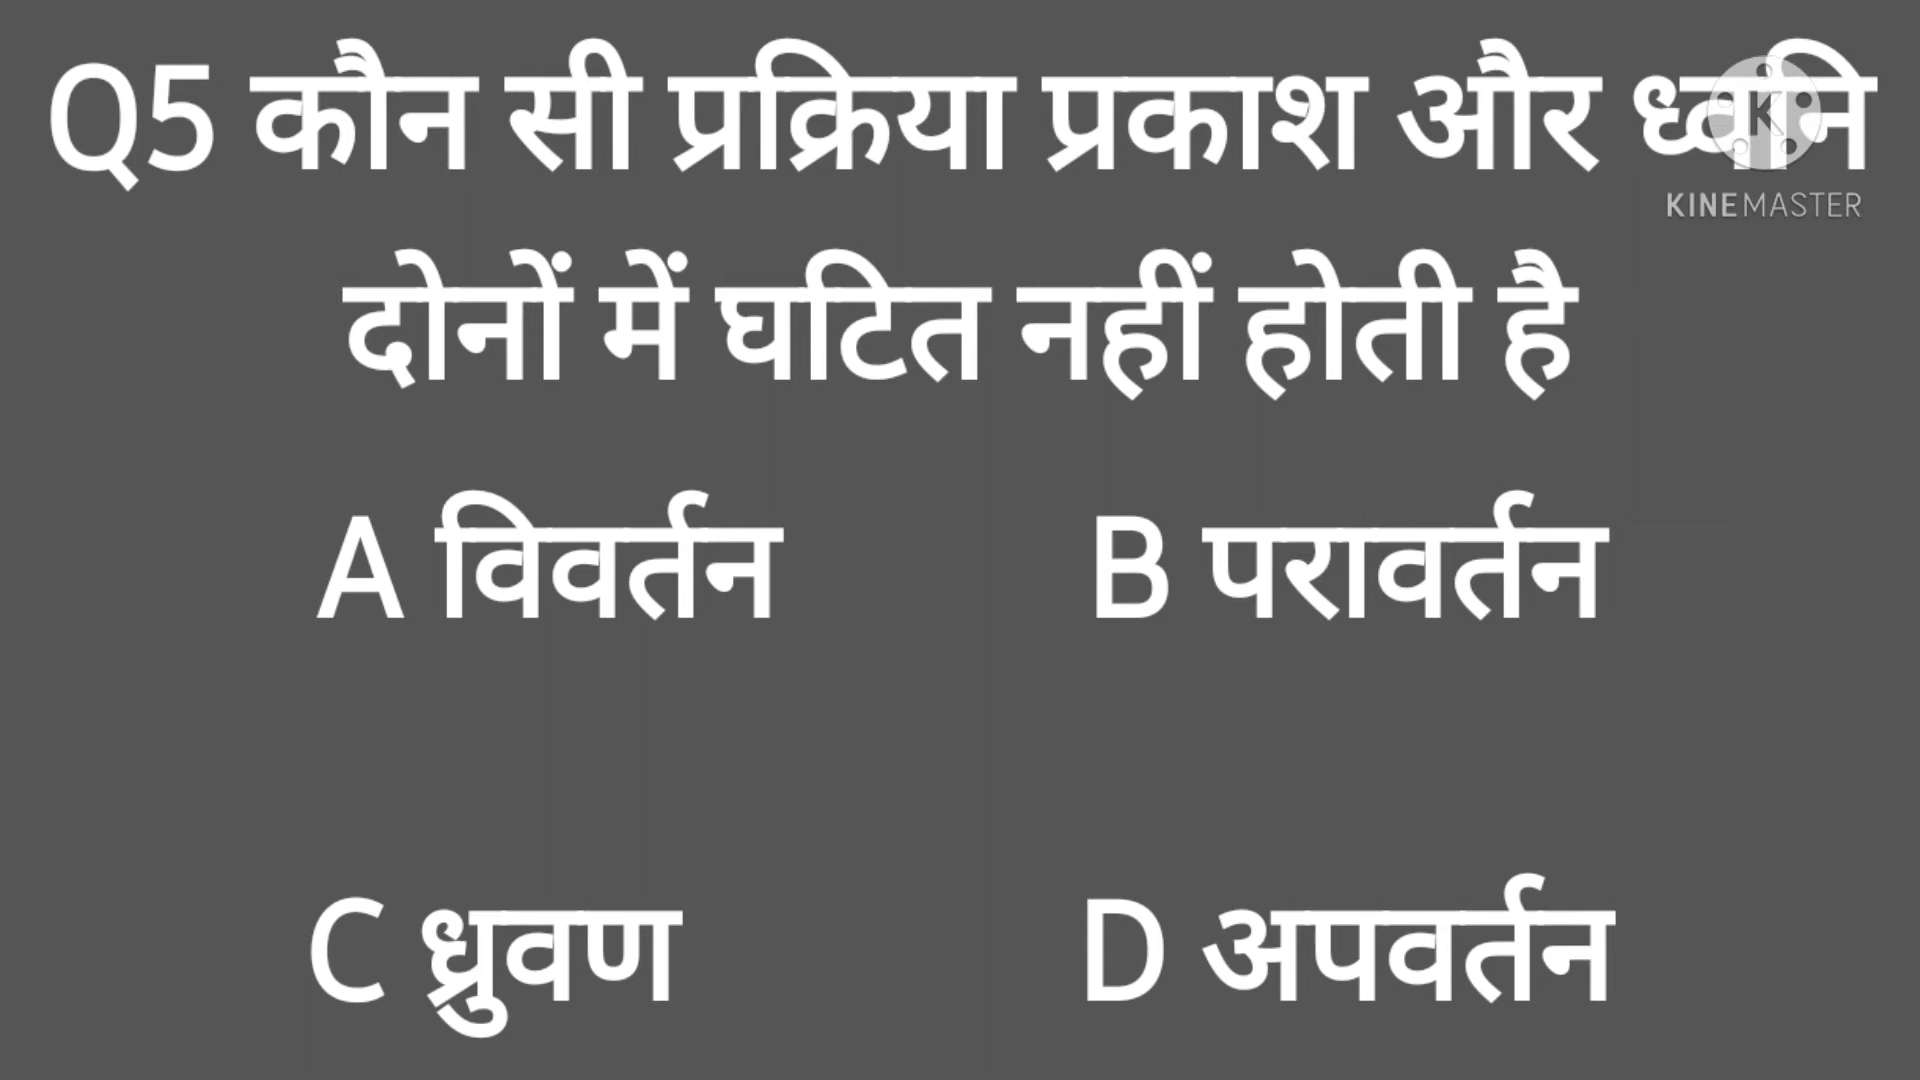 Q5 कौन सी प्रक्रिया प्रकाश और ध्वनि
KINEMASTER
दोनों में घटित नहीं होती है
A विवर्तन B परावर्तन
C ध्रुवण D अपवर्तन